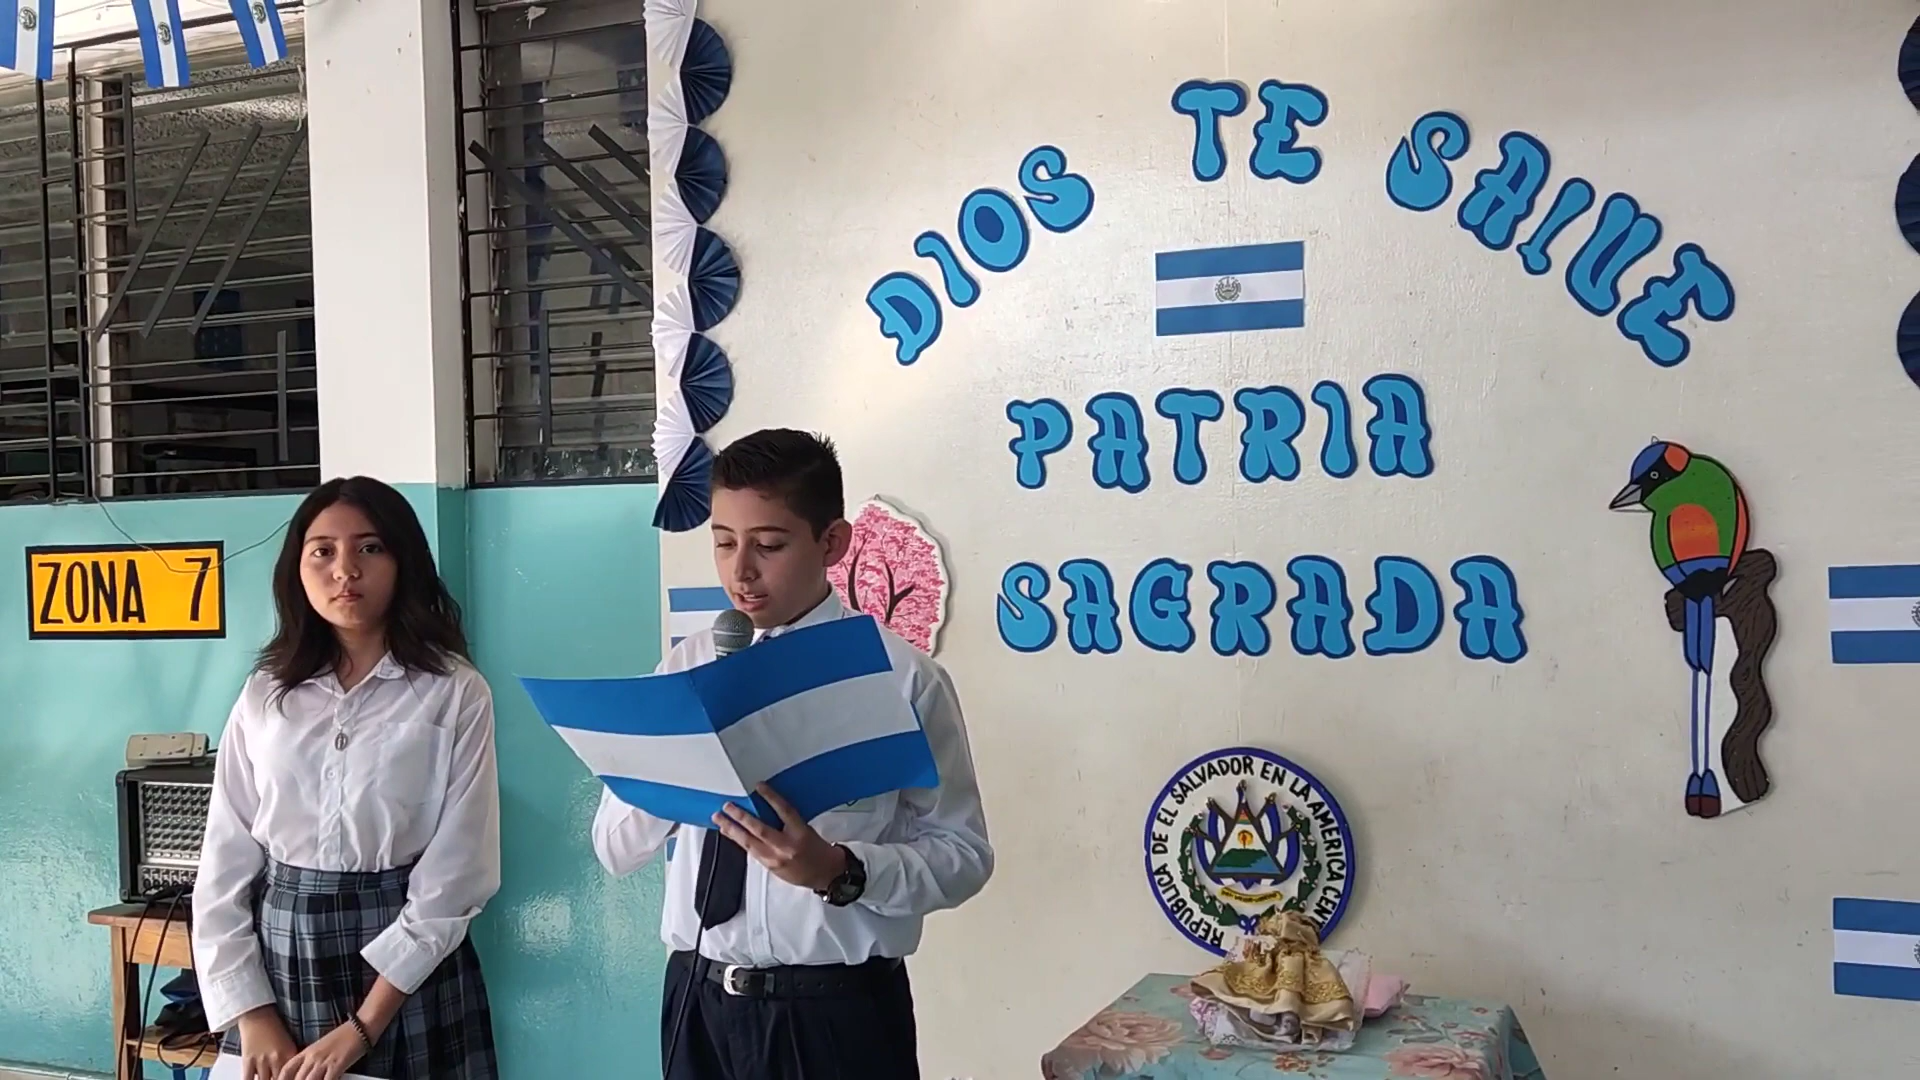 DIOS TE SALVE
PATRIA
SAGRADA
ZONA 7
REPUBLICA DE EL SALVADOR EN LA AMERICA CENT